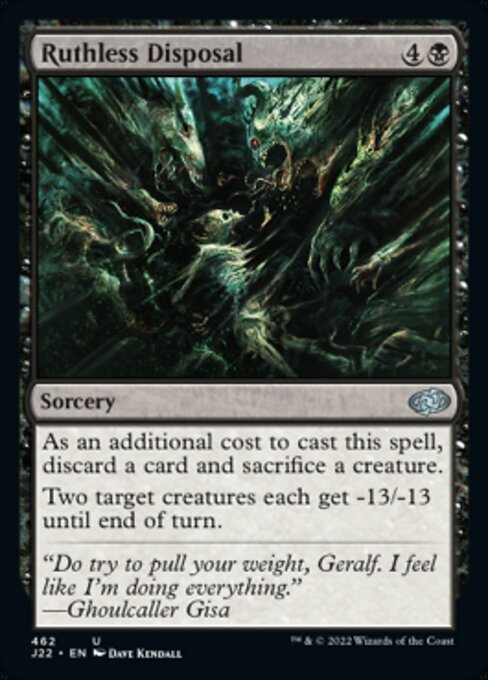 Ruthless Disposal 4
Sorcery
As an additional cost to cast this spell,
discard a card and sacrifice a creature.
Two target creatures each get -13/-13
until end of turn.
“Do try to pull your weight, Geralf. I feel
like I’m doing everything.”
—Ghoulcaller Gisa
462 U
J22 • EN Dave Kendall
™ & © 2022 Wizards of the Coast